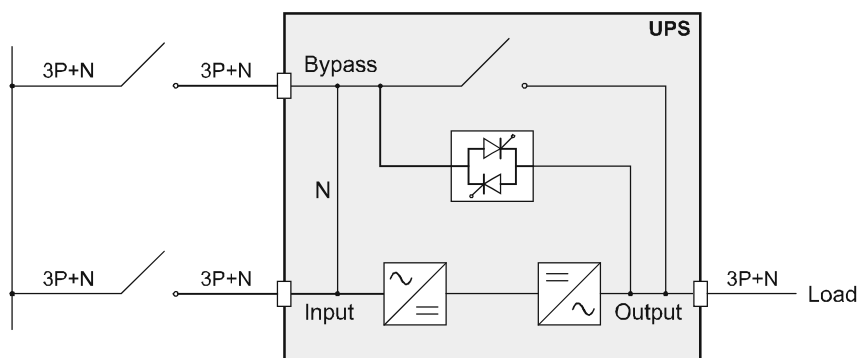 UPS
3P+N
3P+N
Bypass
N
3P+N
3P+N
Input
Output
3P+N
Load